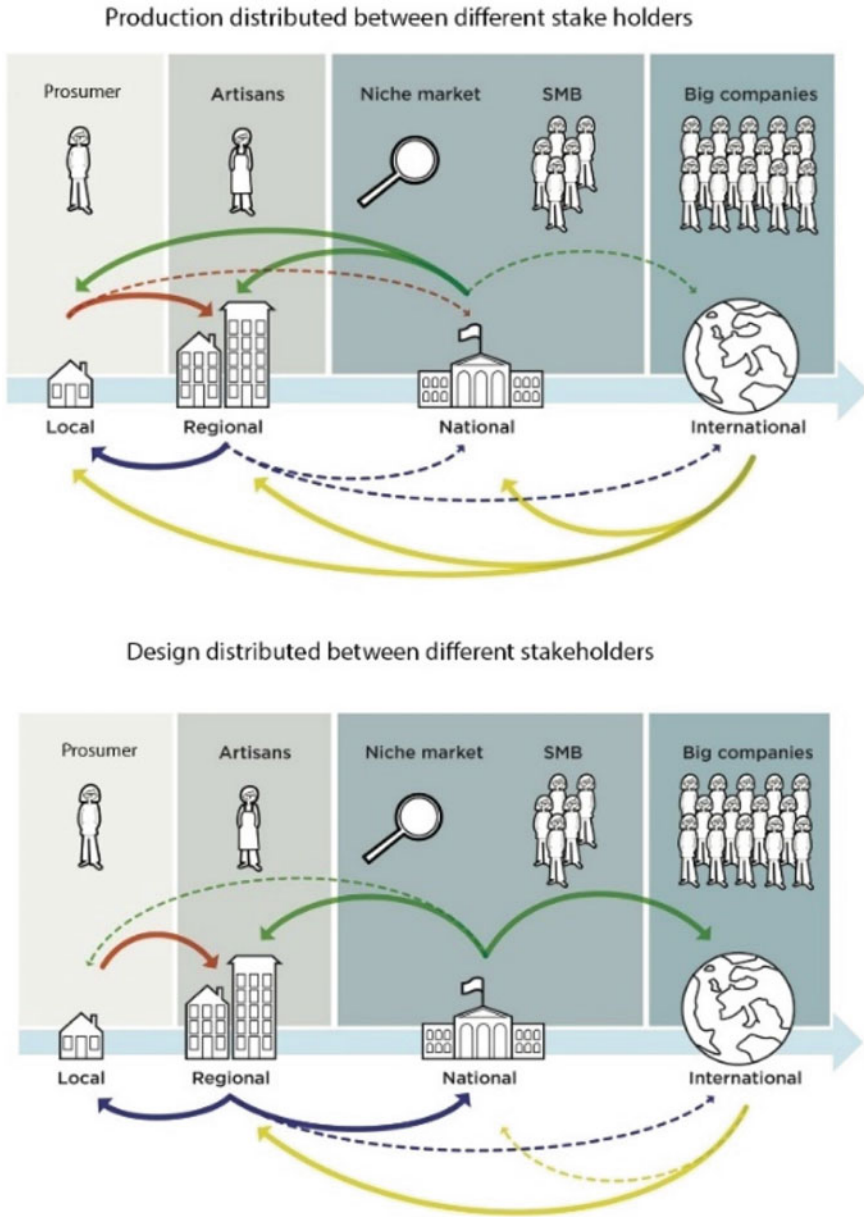 Production distributed between different stake holders
Prosumer
Artisans
Niche market
SMB
Big companies
Local
Regional
National
International
Design distributed between different stakeholders
Prosumer
Artisans
Niche market
SMB
Big companies
Local
Regional
National
International